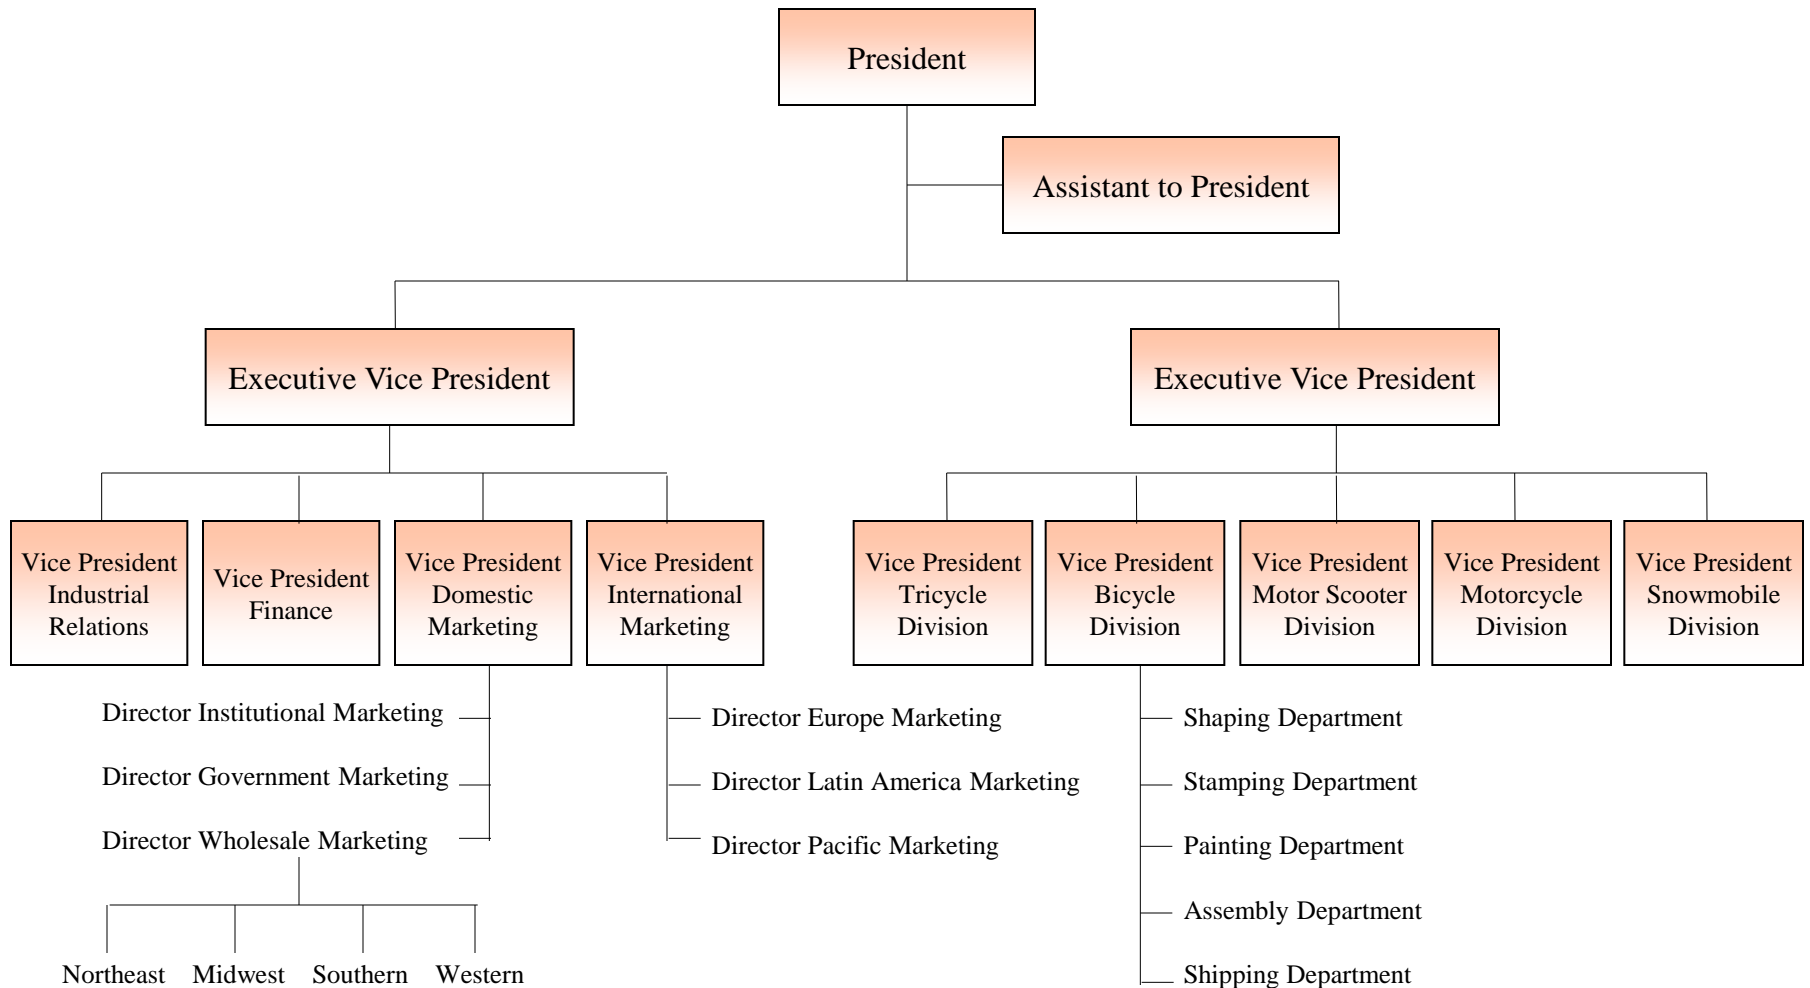 President
Assistant to President
Executive Vice President
Executive Vice President
Vice President
Industrial
Relations
Vice President
Finance
Vice President
Domestic
Marketing
Vice President
International
Marketing
Vice President
Tricycle
Division
Vice President
Bicycle
Division
Vice President
Motor Scooter
Division
Vice President
Motorcycle
Division
Vice President
Snowmobile
Division
Director Institutional Marketing
Director Government Marketing
Director Wholesale Marketing
Northeast
Midwest
Southern
Western
Director Europe Marketing
Director Latin America Marketing
Director Pacific Marketing
Shaping Department
Stamping Department
Painting Department
Assembly Department
Shipping Department